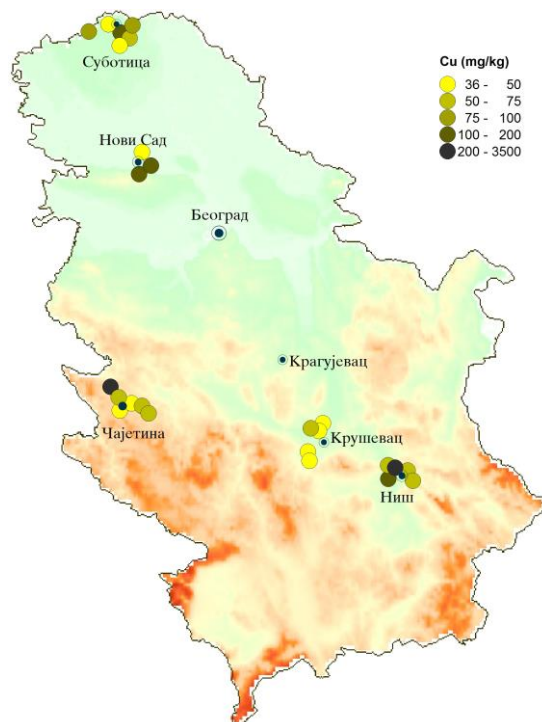 Cu (mg/kg)
36 - 50
50 - 75
75 - 100
100 - 200
200 - 3500
Суботица
Нови Сад
Београд
Крагујевац
Чајетина
Крушевац
Ниш